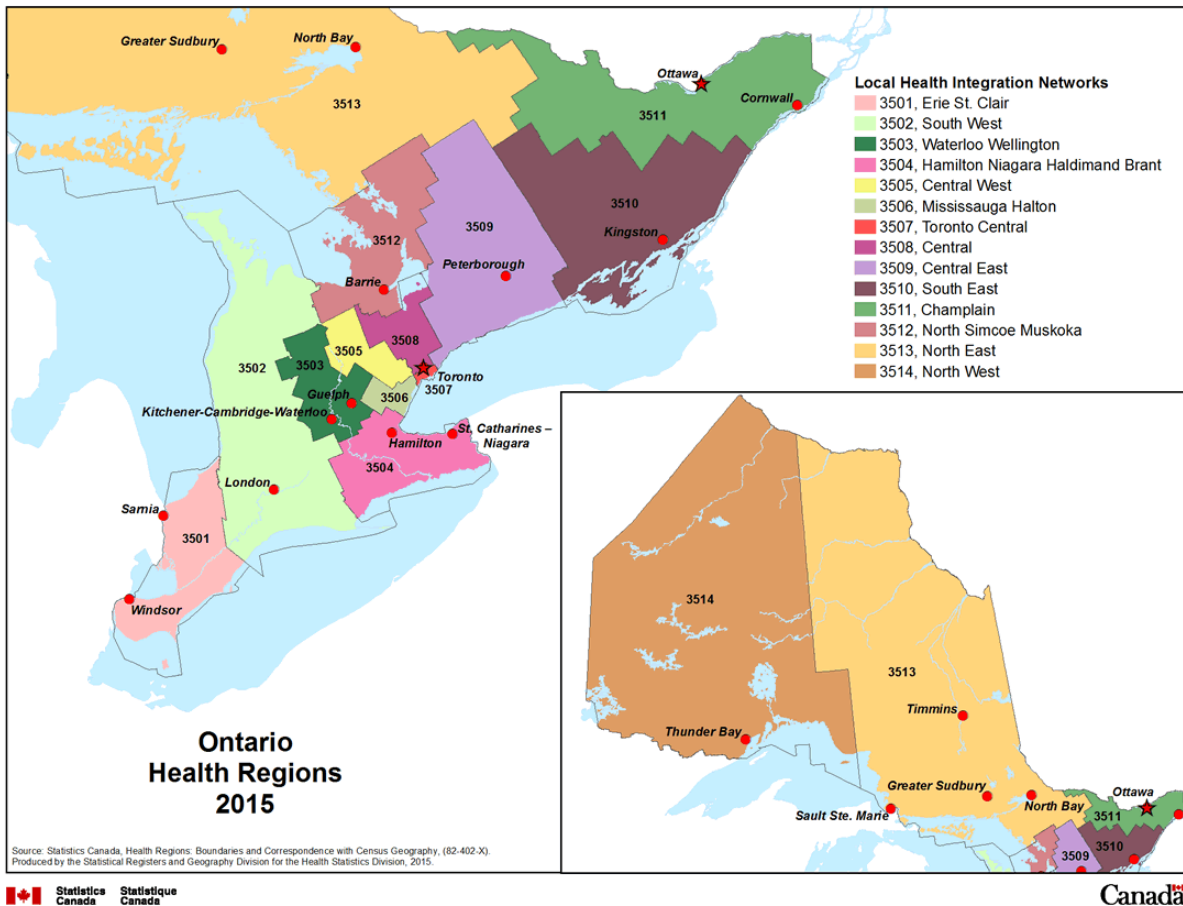 Greater Sudbury
North Bay
3513
Ottawa
Cornwall
3511
3510
Kingston
3509
Peterborough
3512
Barrie
3508
3505
3502
3503
Toronto
3507
Guelph
3506
Kitchener-Cambridge-Waterloo
St. Catharines –
Niagara
Hamilton
3504
London
Sarnia
3501
Windsor
Local Health Integration Networks
3501, Erie St. Clair
3502, South West
3503, Waterloo Wellington
3504, Hamilton Niagara Haldimand Brant
3505, Central West
3506, Mississauga Halton
3507, Toronto Central
3508, Central
3509, Central East
3510, South East
3511, Champlain
3512, North Simcoe Muskoka
3513, North East
3514, North West
3514
3513
Timmins
Thunder Bay
Greater Sudbury
North Bay
Ottawa
Sault Ste. Marie
3511
3510
3509
Ontario
Health Regions
2015
Source: Statistics Canada, Health Regions: Boundaries and Correspondence with Census Geography, (82-402-X).
Produced by the Statistical Registers and Geography Division for the Health Statistics Division, 2015.
Statistics Statistique
Canada Canada
Canada